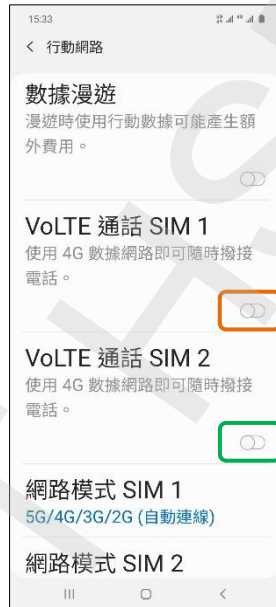 15:33
行動網路
數據漫遊
漫遊時使用行動數據可能產生額
外費用。
VoLTE 通話 SIM 1
使用 4G 數據網路即可隨時撥接
電話。
VoLTE 通話 SIM 2
使用 4G 數據網路即可隨時撥接
電話。
網路模式 SIM 1
5G/4G/3G/2G (自動連線)
網路模式 SIM 2